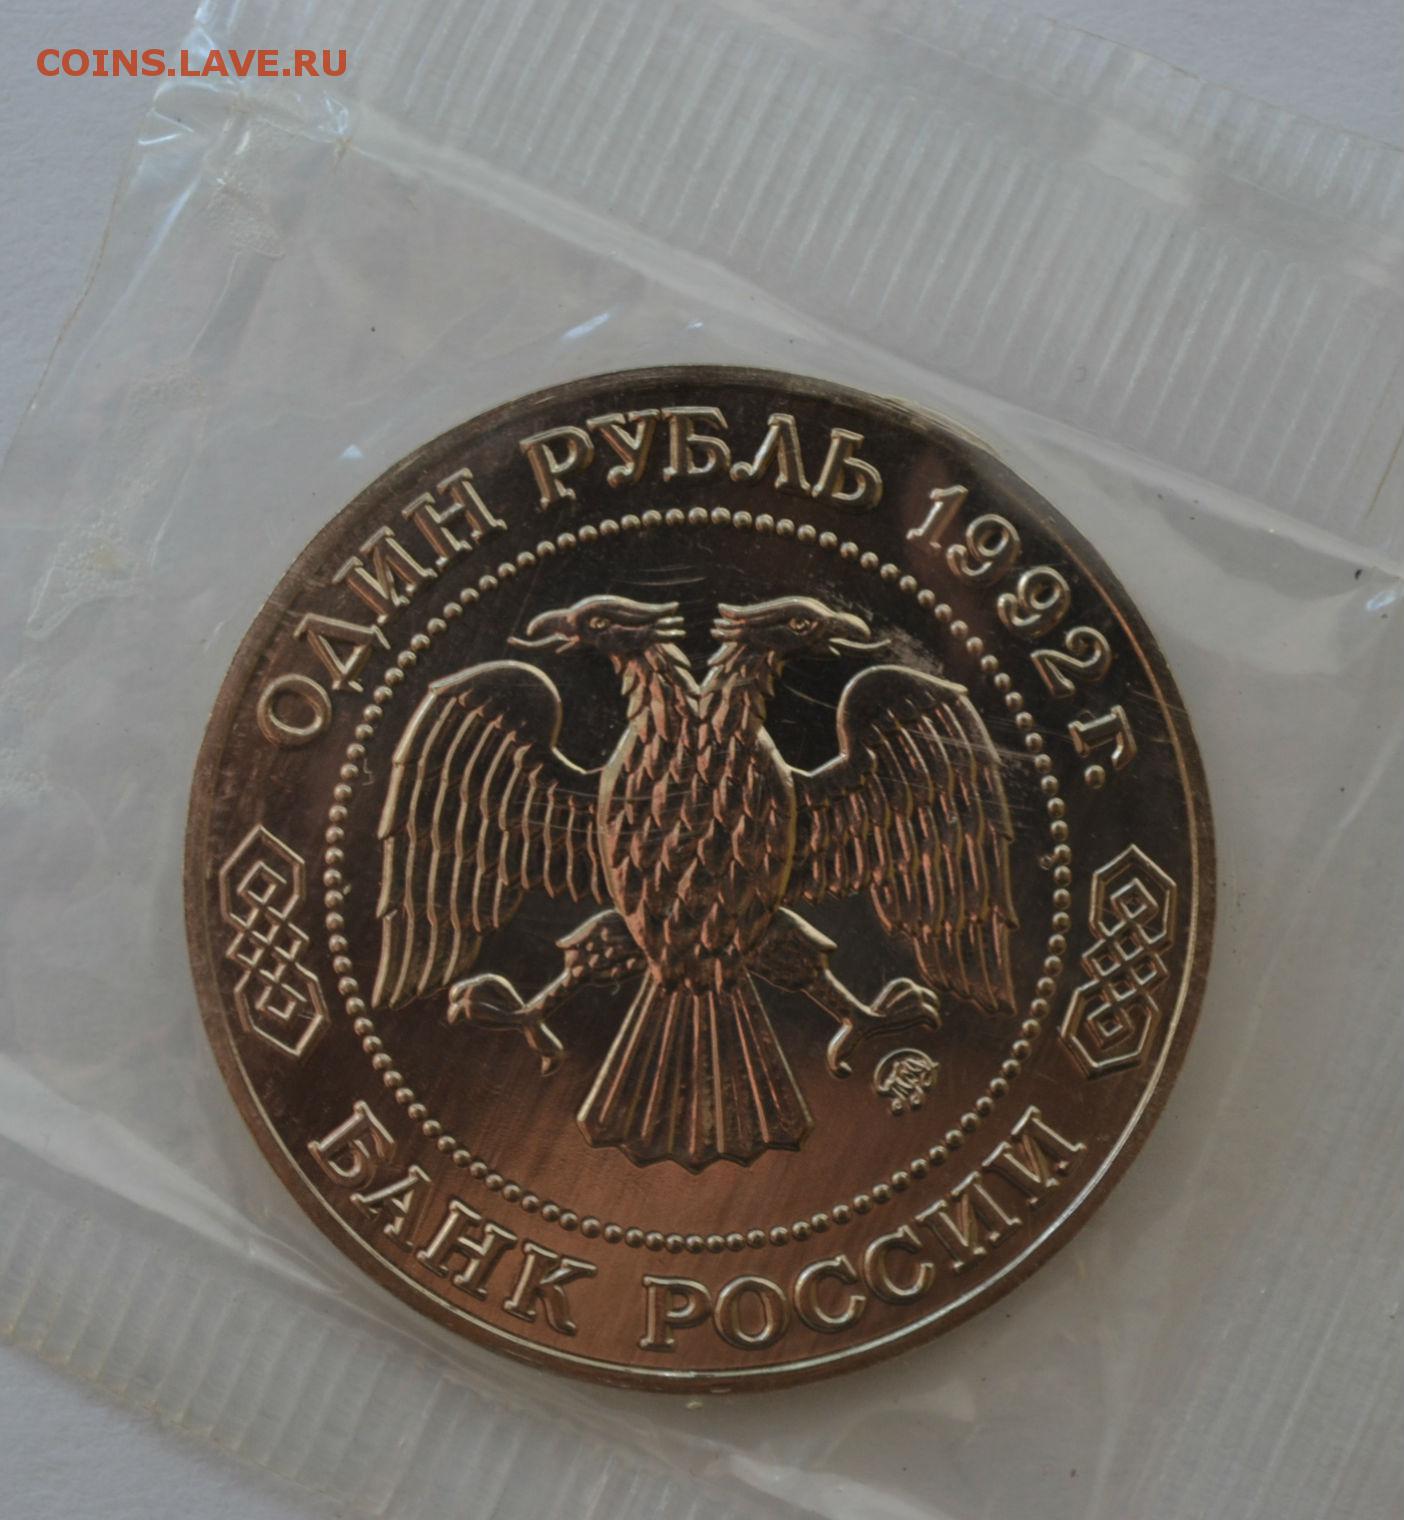 COINS.LAVE.RU
ОДИН РУБЛЬ 1992 г.
БАНК РОССИИ